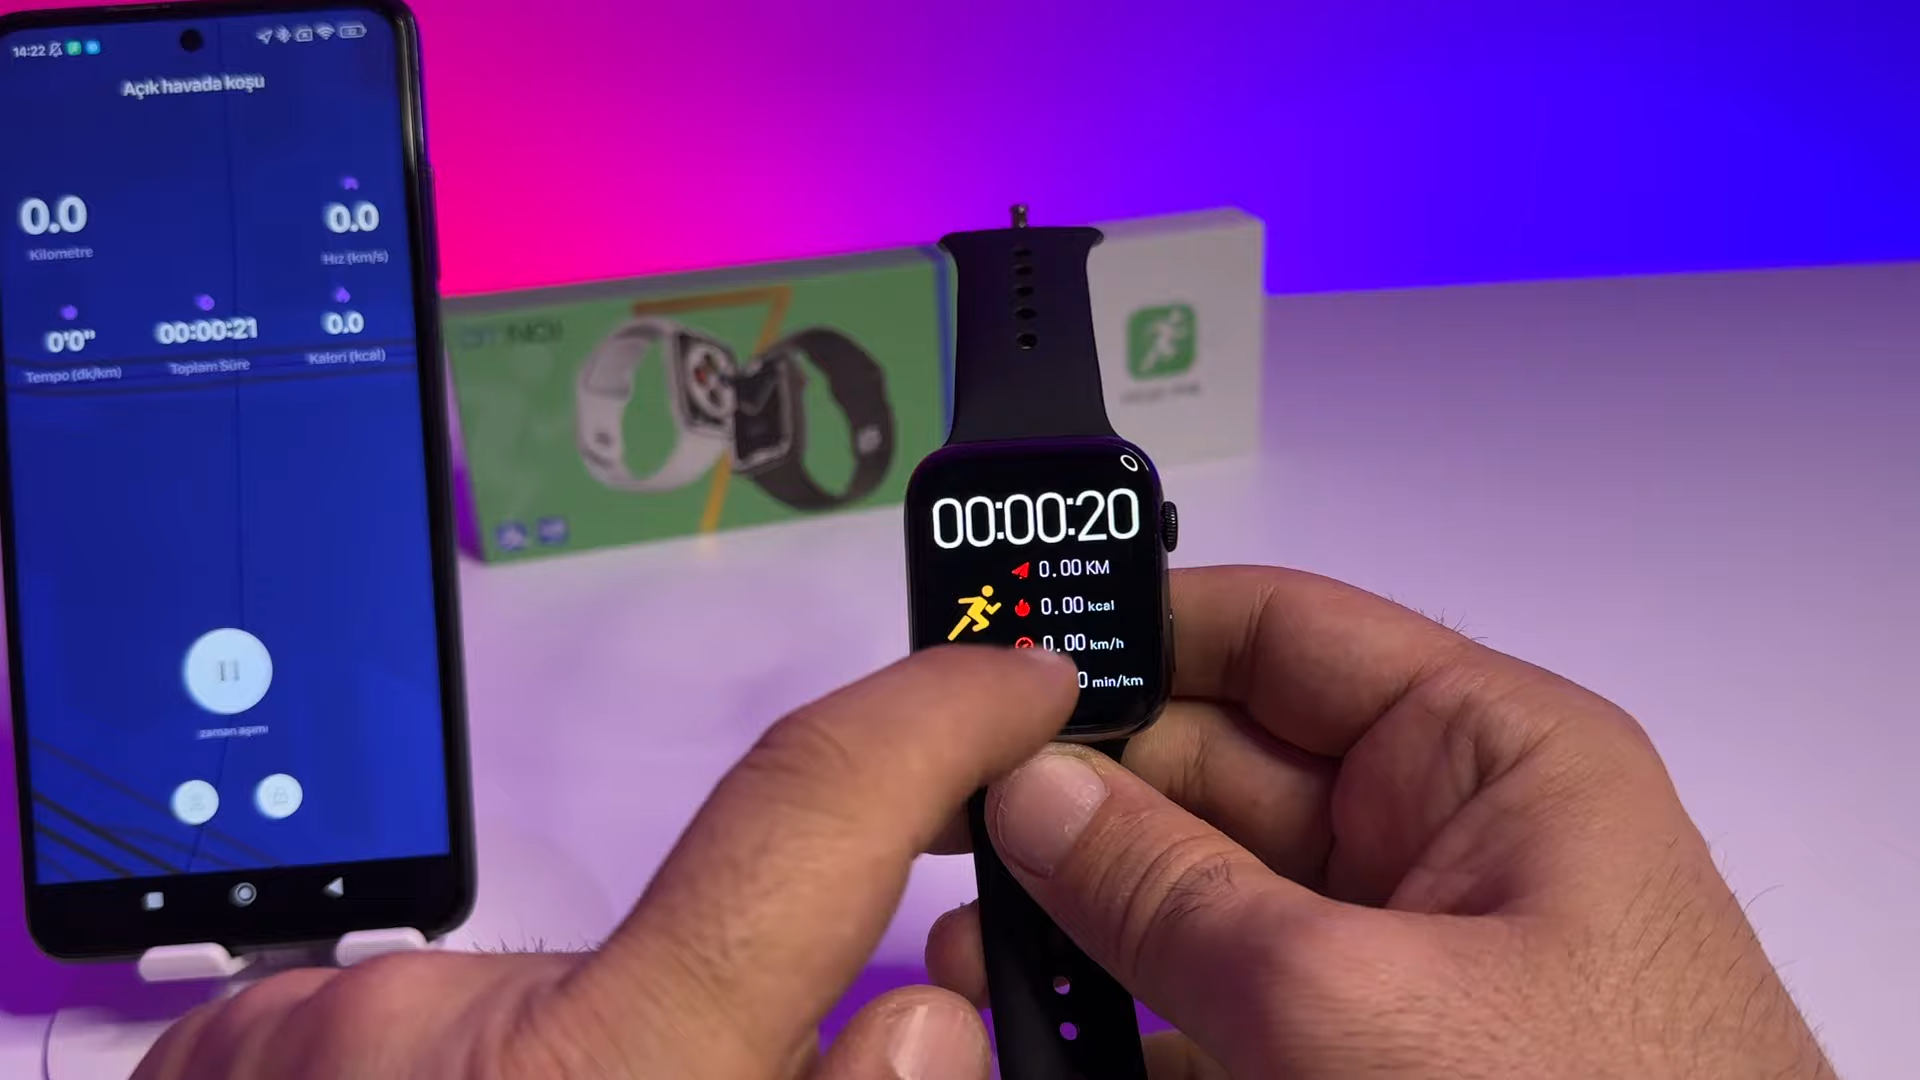 14:22
Açık havada koşu
0.0
Kilometre
0.0
Hız (km/s)
0'0"
Tempo (dk/km)
00:00:21
Toplam Süre
0.0
Kalori (kcal)
zaman aşımı
00:00:20
0.00 KM
0.00 kcal
0.00 km/h
0 min/km